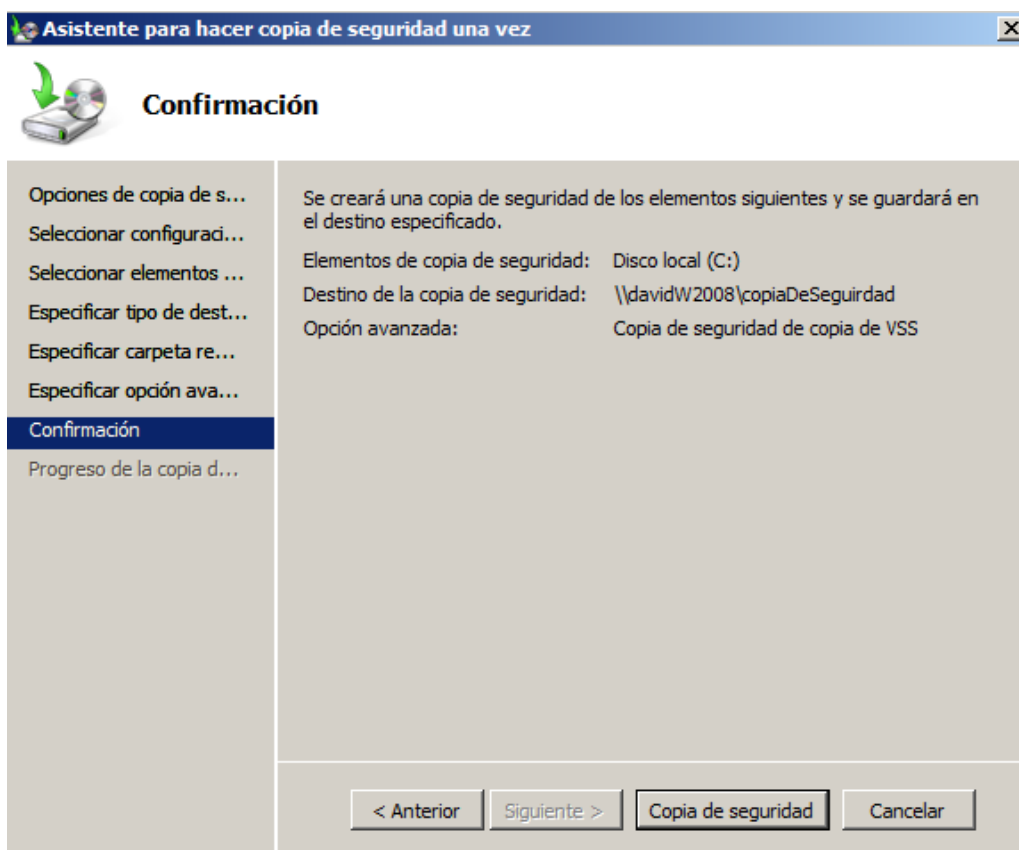 Asistente para hacer copia de seguridad una vez
Confirmación
Opciones de copia de s...
Seleccionar configuraci...
Seleccionar elementos ...
Especificar tipo de dest...
Especificar carpeta re...
Especificar opción ava...
Confirmación
Progreso de la copia d...
Se creará una copia de seguridad de los elementos siguientes y se guardará en
el destino especificado.
Elementos de copia de seguridad: Disco local (C:)
Destino de la copia de seguridad: \\davidW2008\copiaDeSeguirdad
Opción avanzada: Copia de seguridad de copia de VSS
< Anterior Siguiente > Copia de seguridad Cancelar